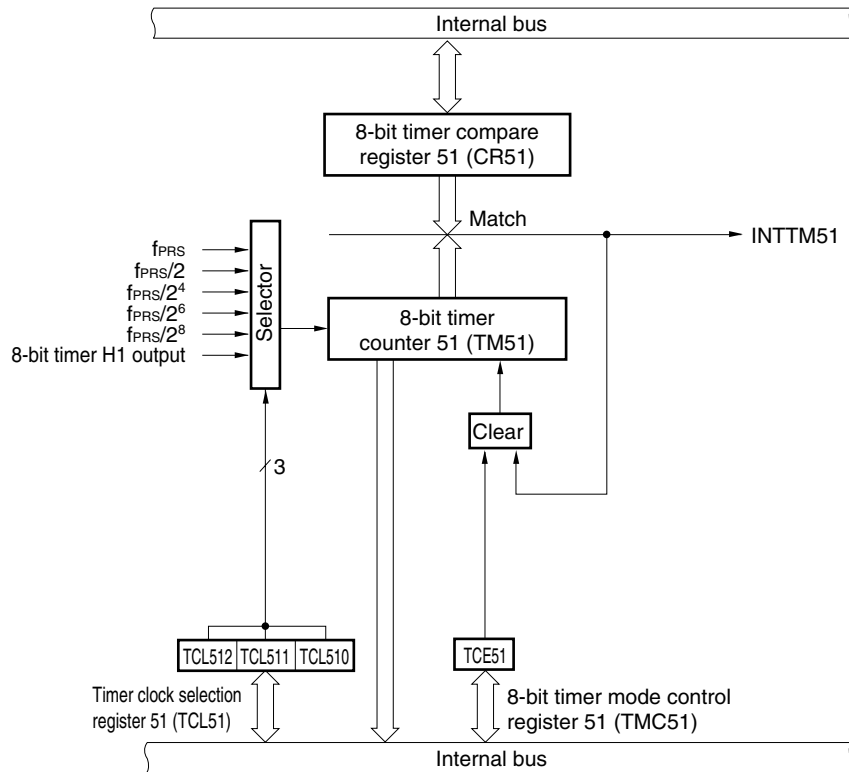 Internal bus
8-bit timer compare
register 51 (CR51)
Match
INTTM51
fPRS
fPRS/2
fPRS/2⁴
fPRS/2⁶
fPRS/2⁸
8-bit timer H1 output
Selector
8-bit timer
counter 51 (TM51)
Clear
3
TCL512 TCL511 TCL510
TCE51
Timer clock selection
register 51 (TCL51)
8-bit timer mode control
register 51 (TMC51)
Internal bus